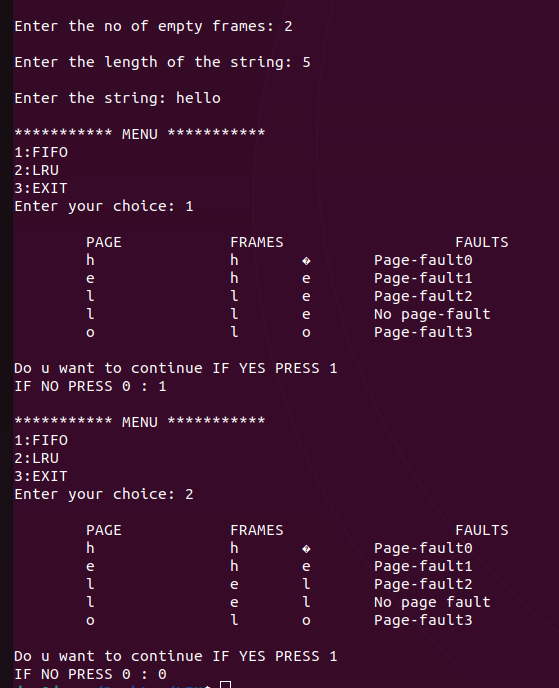 Enter the no of empty frames: 2
Enter the length of the string: 5
Enter the string: hello
*********** MENU ***********
1:FIFO
2:LRU
3:EXIT
Enter your choice: 1
PAGE FRAMES FAULTS
h h � Page-fault0
e h e Page-fault1
l l e Page-fault2
l l e No page-fault
o l o Page-fault3
Do u want to continue IF YES PRESS 1
IF NO PRESS 0 : 1
*********** MENU ***********
1:FIFO
2:LRU
3:EXIT
Enter your choice: 2
PAGE FRAMES FAULTS
h h � Page-fault0
e h e Page-fault1
l e l Page-fault2
l e l No page fault
o l o Page-fault3
Do u want to continue IF YES PRESS 1
IF NO PRESS 0 : 0